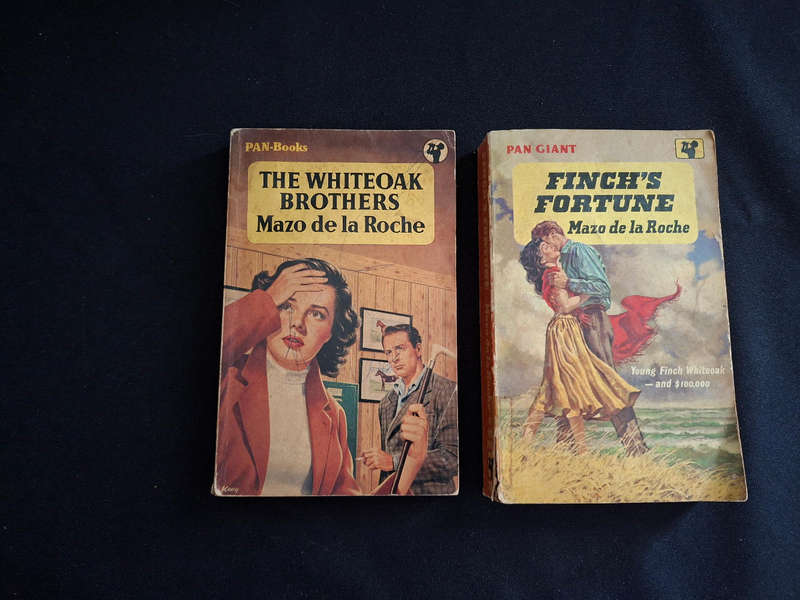 PAN-Books
THE WHITEOAK
BROTHERS
Mazo de la Roche
PAN GIANT
FINCH'S
FORTUNE
Mazo de la Roche
Young Finch Whiteoak
— and $100,000